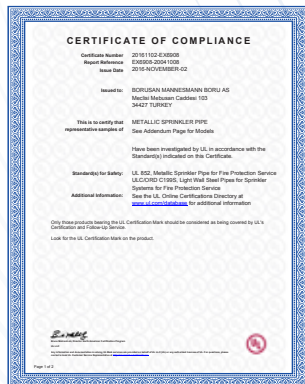 CERTIFICATE OF COMPLIANCE
Certificate Number 20161102-EX6908
Report Reference EX6908-20041008
Issue Date 2016-NOVEMBER-02
Issued to: BORUSAN MANNESMANN BORU AS
Meclisi Mebusan Caddesi 103
34427 TURKEY
This is to certify that METALLIC SPRINKLER PIPE
representative samples of See Addendum Page for Models
Have been investigated by UL in accordance with the
Standard(s) indicated on this Certificate.
Standard(s) for Safety: UL 852, Metallic Sprinkler Pipe for Fire Protection Service
ULC/ORD C199S, Light Wall Steel Pipes for Sprinkler
Systems for Fire Protection Service
Additional Information: See the UL Online Certifications Directory at
www.ul.com/database for additional information
Only those products bearing the UL Certification Mark should be considered as being covered by UL's
Certification and Follow-Up Service.
Look for the UL Certification Mark on the product.
UL
Page 1 of 2